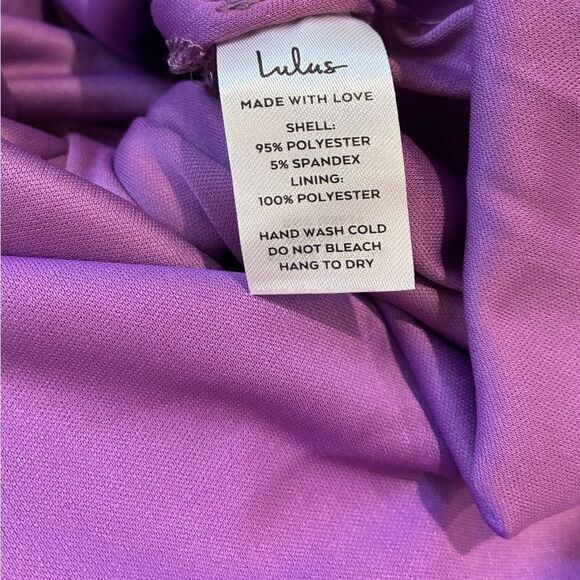 Lulus
MADE WITH LOVE
SHELL:
95% POLYESTER
5% SPANDEX
LINING:
100% POLYESTER
HAND WASH COLD
DO NOT BLEACH
HANG TO DRY